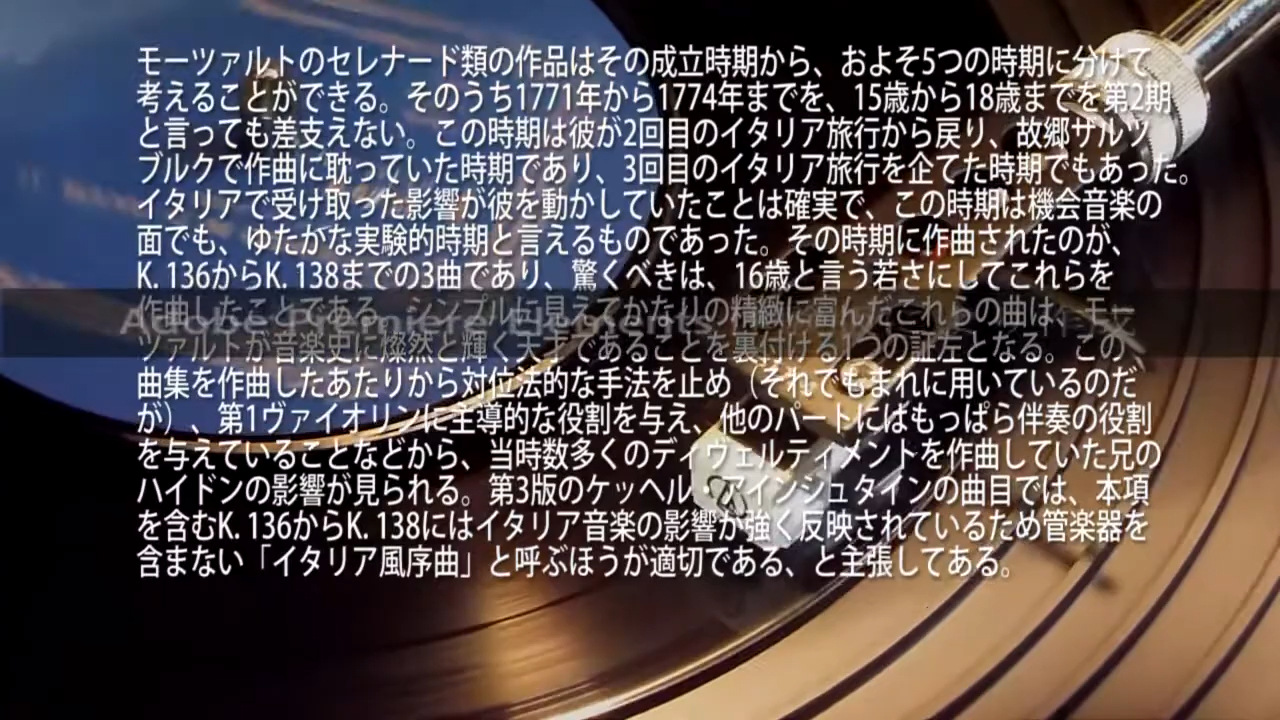 モーツァルトのセレナード類の作品はその成立時期から、およそ5つの時期に分けて
考えることができる。そのうち1771年から1774年までを、15歳から18歳までを第2期
と言っても差支えない。この時期は彼が2回目のイタリア旅行から戻り、故郷ザルツ
ブルクで作曲に耽っていた時期であり、3回目のイタリア旅行を企てた時期でもあった。
イタリアで受け取った影響が彼を動かしていたことは確実で、この時期は機会音楽の
面でも、ゆたかな実験的時期と言えるものであった。その時期に作曲されたのが、
K. 136からK. 138までの3曲であり、驚くべきは、16歳と言う若さにしてこれらを
作曲したことである。シンプルに見えてかなりの精緻に富んだこれらの曲は、モー
ツァルトが音楽史に燦然と輝く天才であることを裏付ける1つの証左となる。この
曲集を作曲したあたりから対位法的な手法を止め（それでもまれに用いているのだ
が）、第1ヴァイオリンに主導的な役割を与え、他のパートにはもっぱら伴奏の役割
を与えていることなどから、当時数多くのディヴェルティメントを作曲していた兄の
ハイドンの影響が見られる。第3版のケッヘル・アインシュタインの曲目では、本項
を含むK. 136からK. 138にはイタリア音楽の影響が強く反映されているため管楽器を
含まない「イタリア風序曲」と呼ぶほうが適切である、と主張してある。
Adobe Premiere Elements